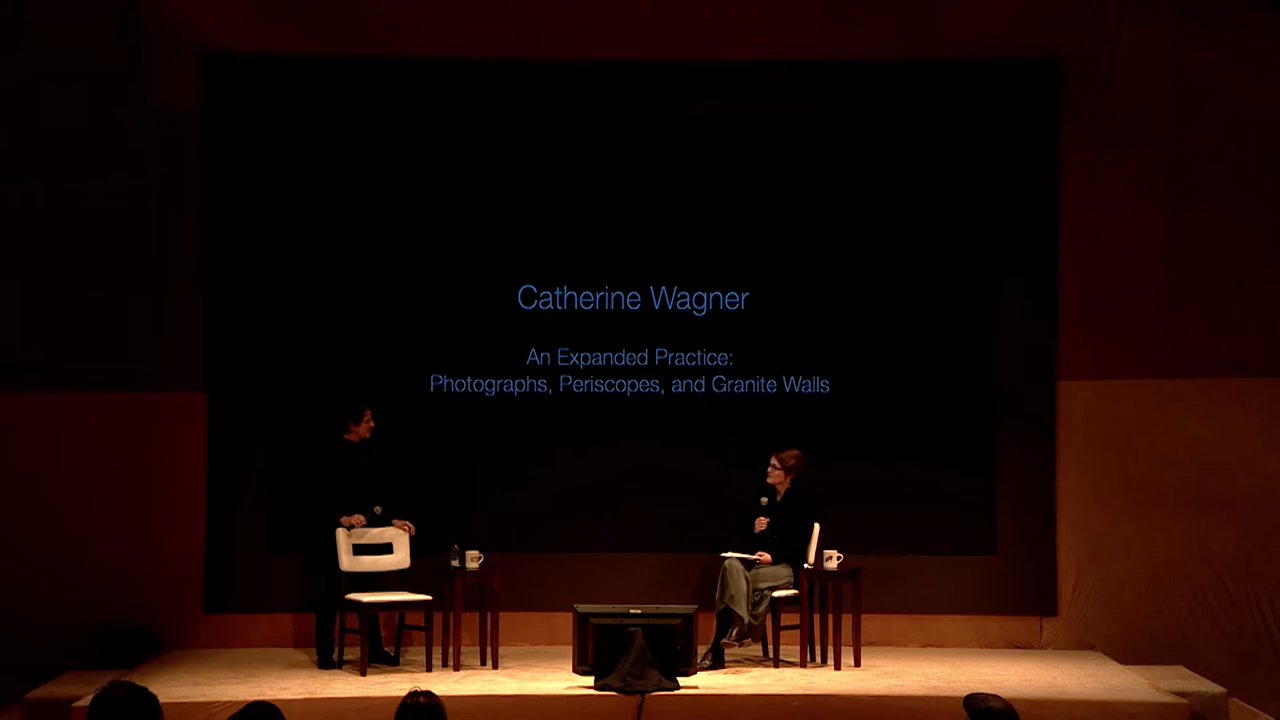 Catherine Wagner
An Expanded Practice:
Photographs, Periscopes, and Granite Walls